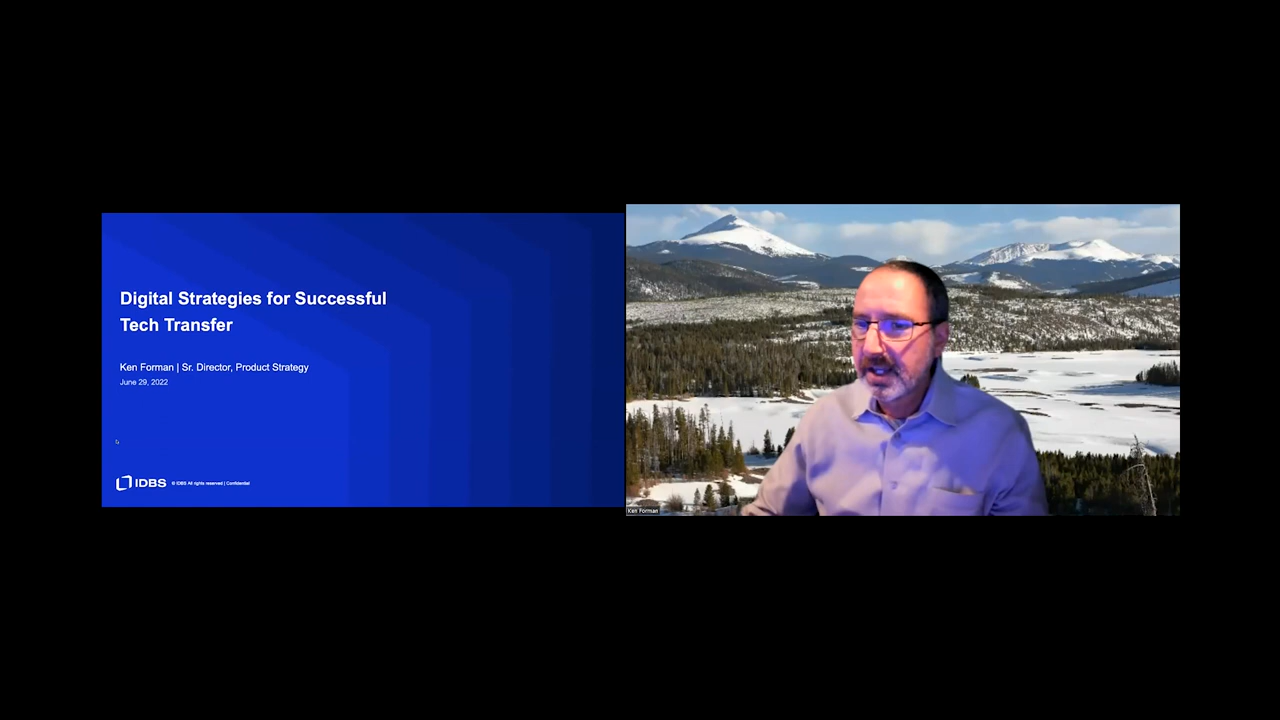 Digital Strategies for Successful
Tech Transfer
Ken Forman | Sr. Director, Product Strategy
June 29, 2022
IDBS © IDBS All rights reserved | Confidential
Ken Forman